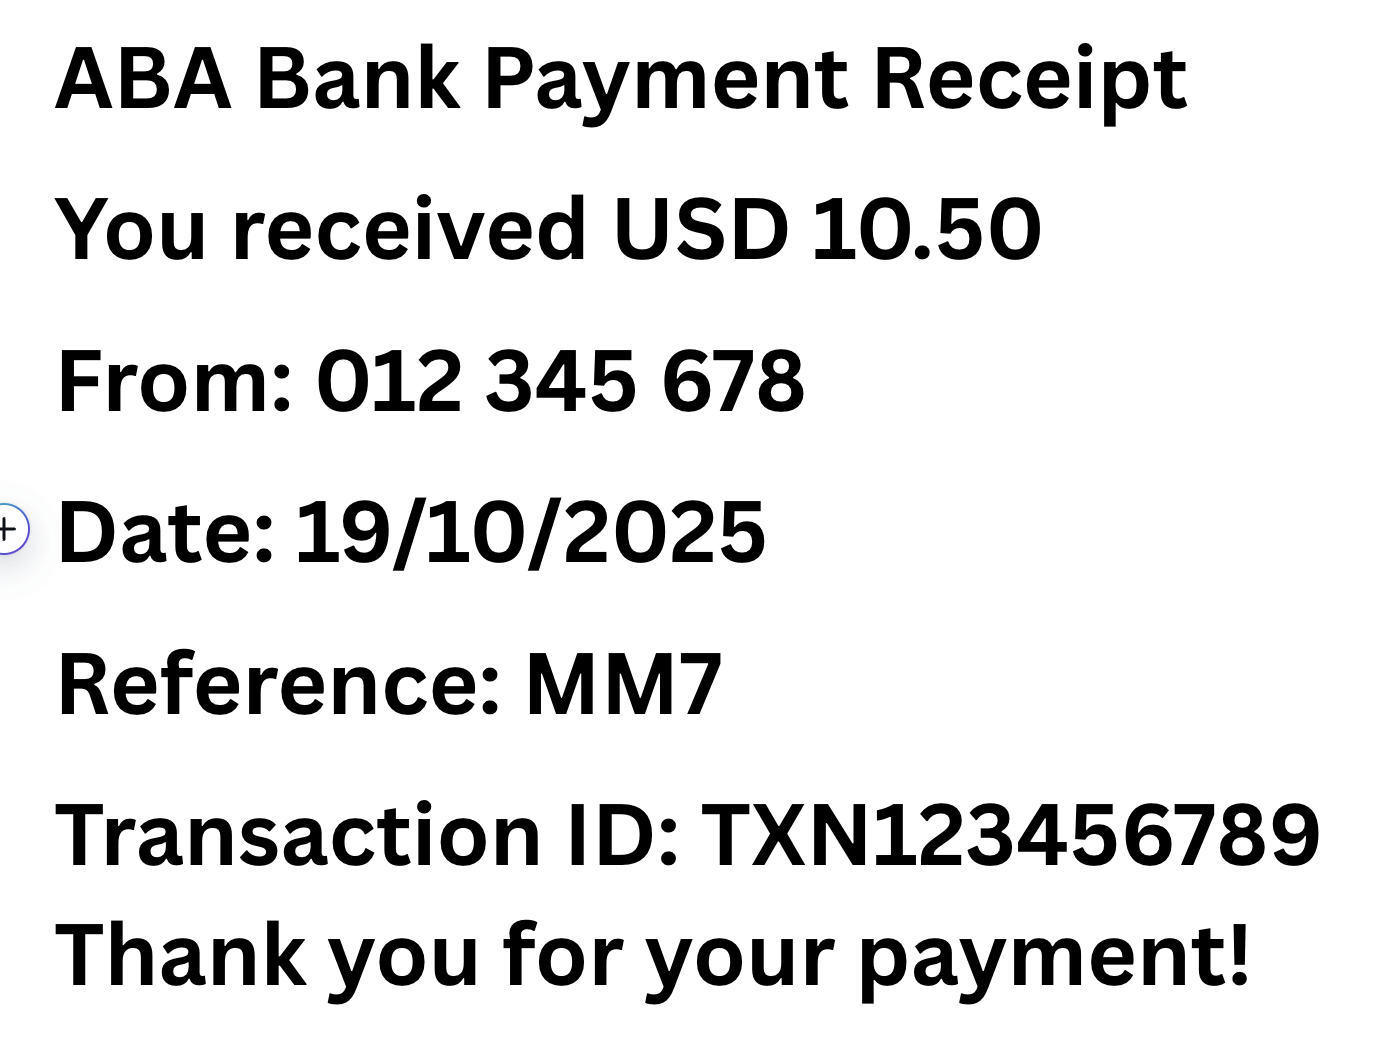 ABA Bank Payment Receipt
You received USD 10.50
From: 012 345 678
Date: 19/10/2025
Reference: MM7
Transaction ID: TXN123456789
Thank you for your payment!